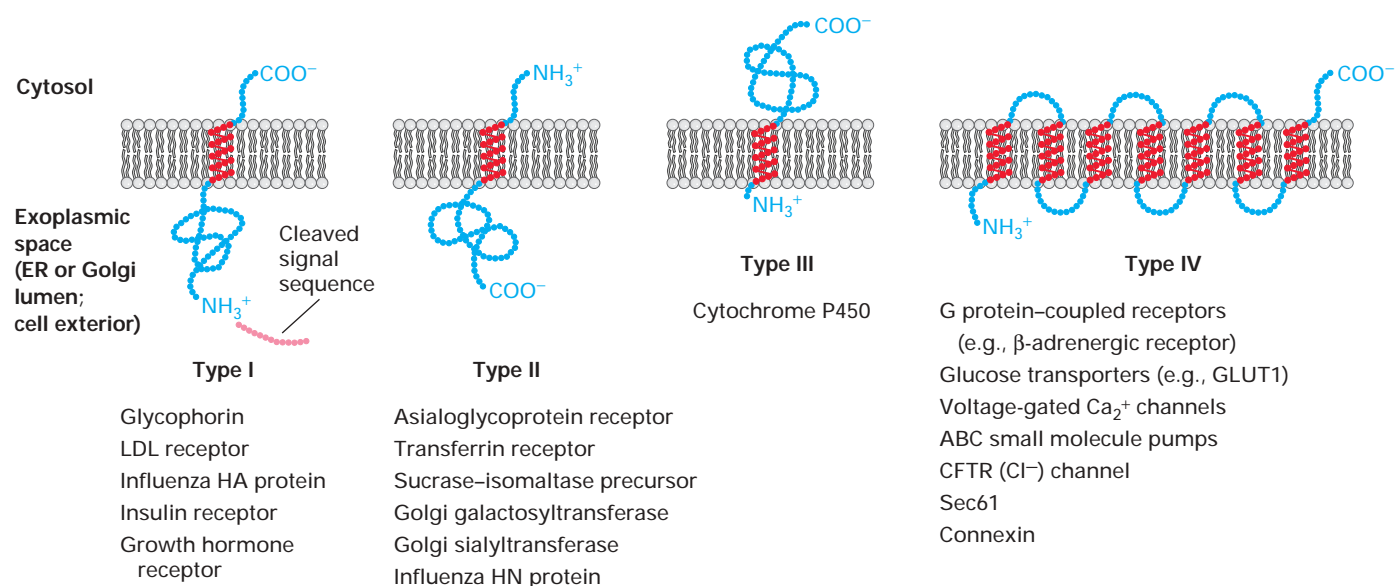 Cytosol
COO⁻
NH₃⁺
COO⁻
COO⁻
Exoplasmic
space
(ER or Golgi
lumen;
cell exterior)
Cleaved
signal
sequence
NH₃⁺
COO⁻
NH₃⁺
NH₃⁺
Type I
Glycophorin
LDL receptor
Influenza HA protein
Insulin receptor
Growth hormone
receptor
Type II
Asialoglycoprotein receptor
Transferrin receptor
Sucrase–isomaltase precursor
Golgi galactosyltransferase
Golgi sialyltransferase
Influenza HN protein
Type III
Cytochrome P450
Type IV
G protein–coupled receptors
(e.g., β-adrenergic receptor)
Glucose transporters (e.g., GLUT1)
Voltage-gated Ca₂⁺ channels
ABC small molecule pumps
CFTR (Cl⁻) channel
Sec61
Connexin